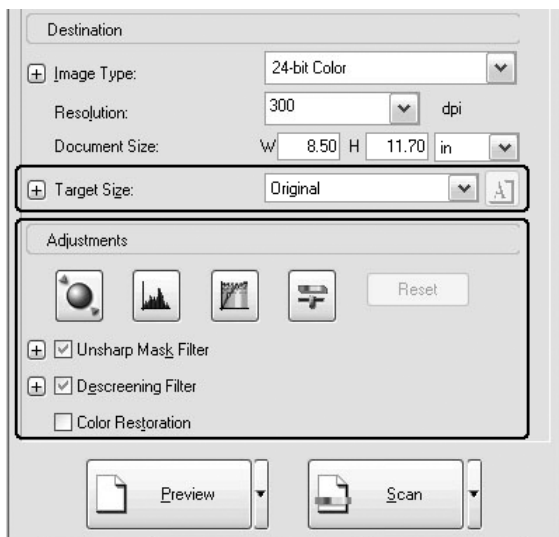 Destination
Image Type: 24-bit Color
Resolution: 300 dpi
Document Size: W 8.50 H 11.70 in
Target Size: Original A
Adjustments
Reset
Unsharp Mask Filter
Descreening Filter
Color Restoration
Preview Scan